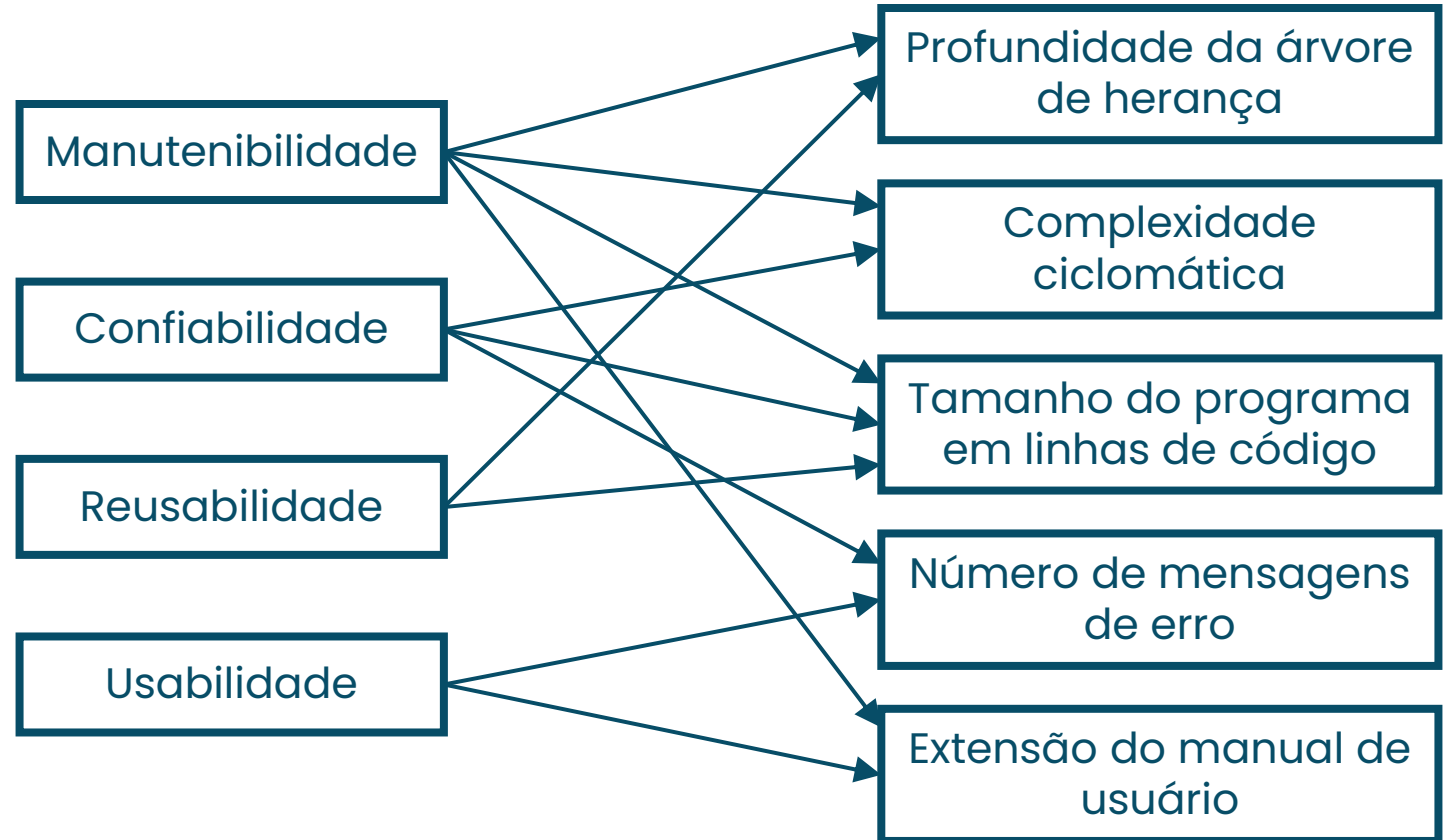 Manutenibilidade
Confiabilidade
Reusabilidade
Usabilidade
Profundidade da árvore
de herança
Complexidade
ciclomática
Tamanho do programa
em linhas de código
Número de mensagens
de erro
Extensão do manual de
usuário